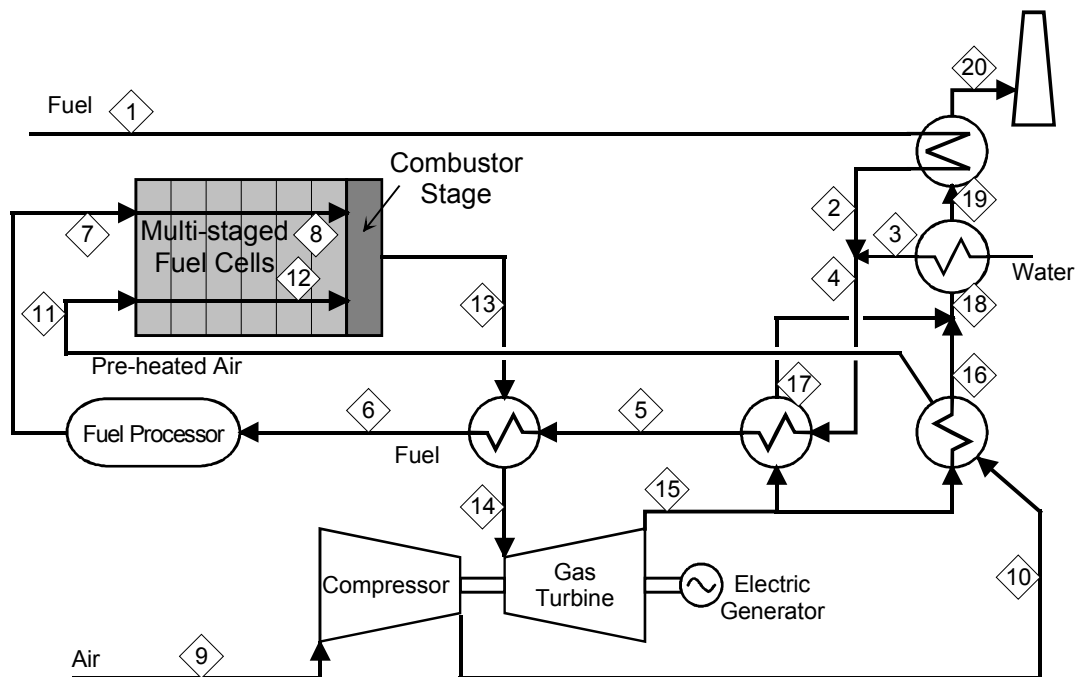 20
Fuel
1
Combustor
Stage
2
19
7
Multi-staged
8
3
Fuel Cells
12
4
Water
11
13
18
Pre-heated Air
16
17
6
5
Fuel Processor
Fuel
14
15
Compressor
Gas
Turbine
Electric
Generator
10
Air
9